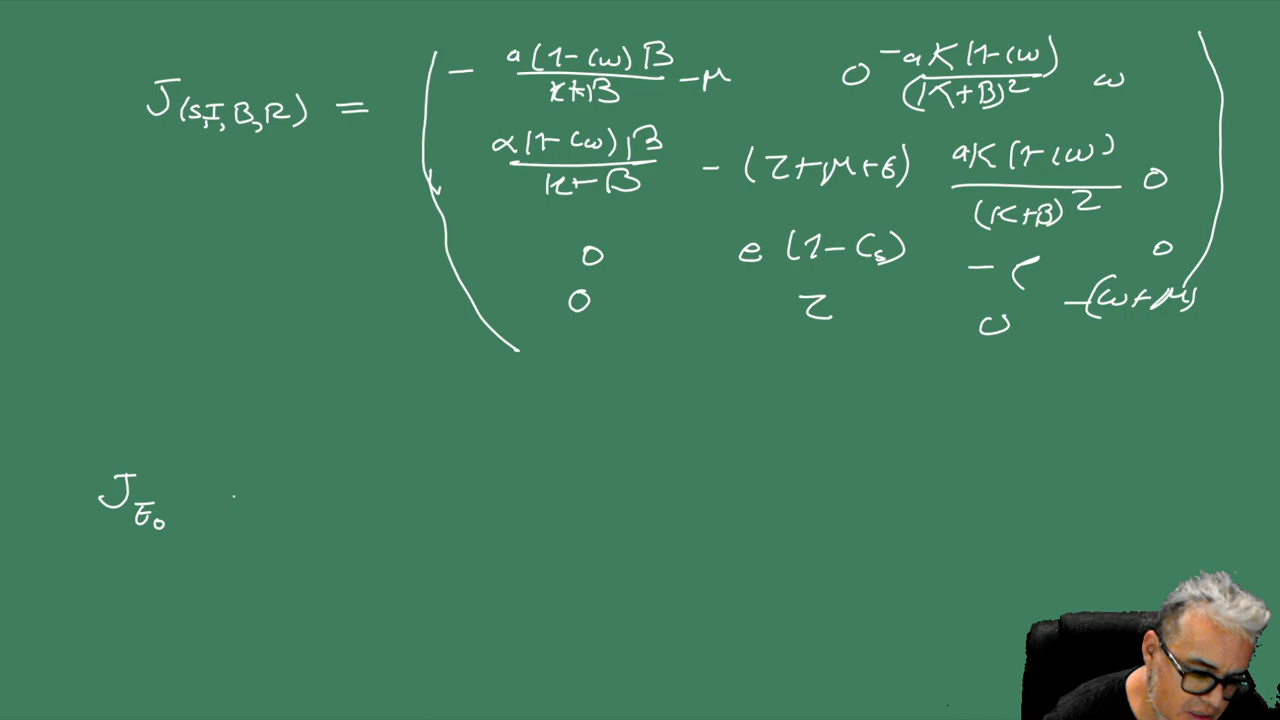 J(S,I,B,R) = ( - a(1-Cω)B/(K+B) -μ 0 -aK(1-Cω)/(K+B)² ω
α(1-Cω)B/(K+B) -(τ+μ+ε) aK(1-Cω)/(K+B)² 0
0 e(1-Cs) -ρ 0
0 τ 0 -(ω+μ) )
J E₀